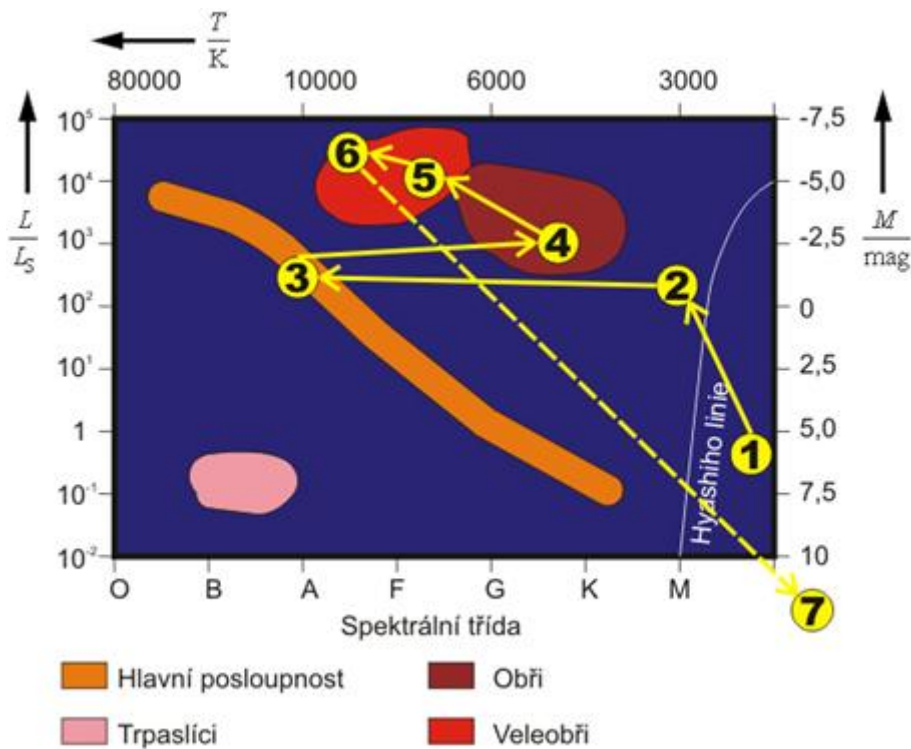 T
K
80000 10000 6000 3000
10⁵ -7,5
6
5
10⁴ -5,0
L
Lₛ
M
mag
10³ 4 -2,5
3 2
10² 0
10¹ 2,5
1 5,0
1
10⁻¹ 7,5
Hyashiho linie
10⁻² 10
O B A F G K M
7
Spektrální třída
Hlavní posloupnost Obři
Trpaslíci Veleobři